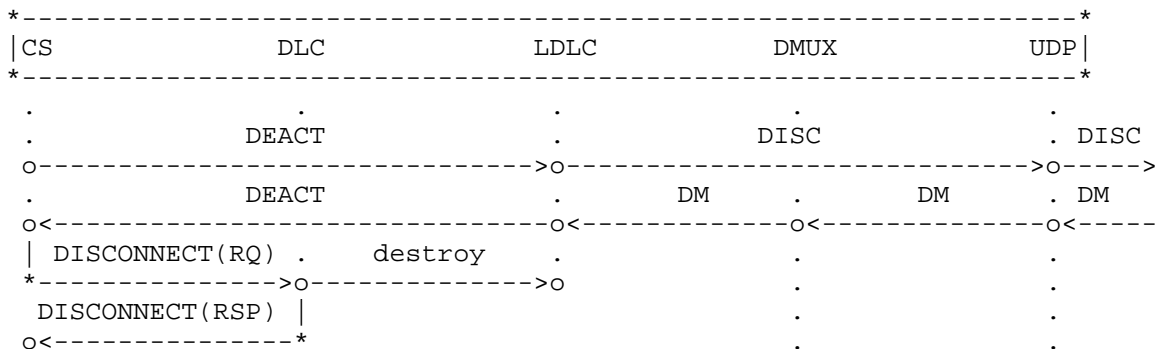 *------------------------------------------------------------------*
|CS               DLC               LDLC              DMUX               UDP|
*------------------------------------------------------------------*
.                 .                 .                 .                 .
.             DEACT                 .             DISC                  . DISC
o------------------------------->o----------------------------->o----->
.             DEACT                 .       DM        .       DM        . DM
o<-------------------------------o<-------------o<--------------o<-----
| DISCONNECT(RQ) .    destroy    .              .               .
*--------------->o-------------->o              .               .
DISCONNECT(RSP) |                              .               .
o<---------------*                              .               .